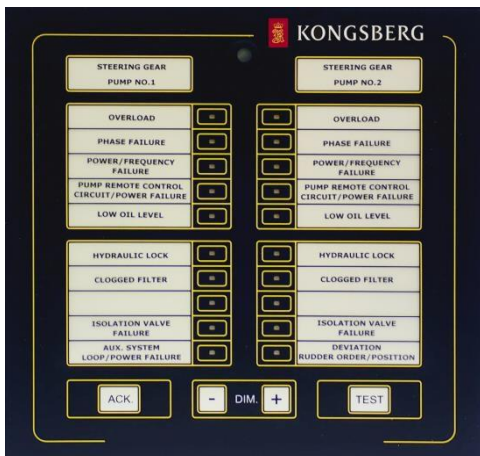 KONGSBERG
STEERING GEAR
PUMP NO.1
OVERLOAD
PHASE FAILURE
POWER/FREQUENCY
FAILURE
PUMP REMOTE CONTROL
CIRCUIT/POWER FAILURE
LOW OIL LEVEL
HYDRAULIC LOCK
CLOGGED FILTER
ISOLATION VALVE
FAILURE
AUX. SYSTEM
LOOP/POWER FAILURE
STEERING GEAR
PUMP NO.2
OVERLOAD
PHASE FAILURE
POWER/FREQUENCY
FAILURE
PUMP REMOTE CONTROL
CIRCUIT/POWER FAILURE
LOW OIL LEVEL
HYDRAULIC LOCK
CLOGGED FILTER
ISOLATION VALVE
FAILURE
DEVIATION
RUDDER ORDER/POSITION
ACK.
- DIM. +
TEST